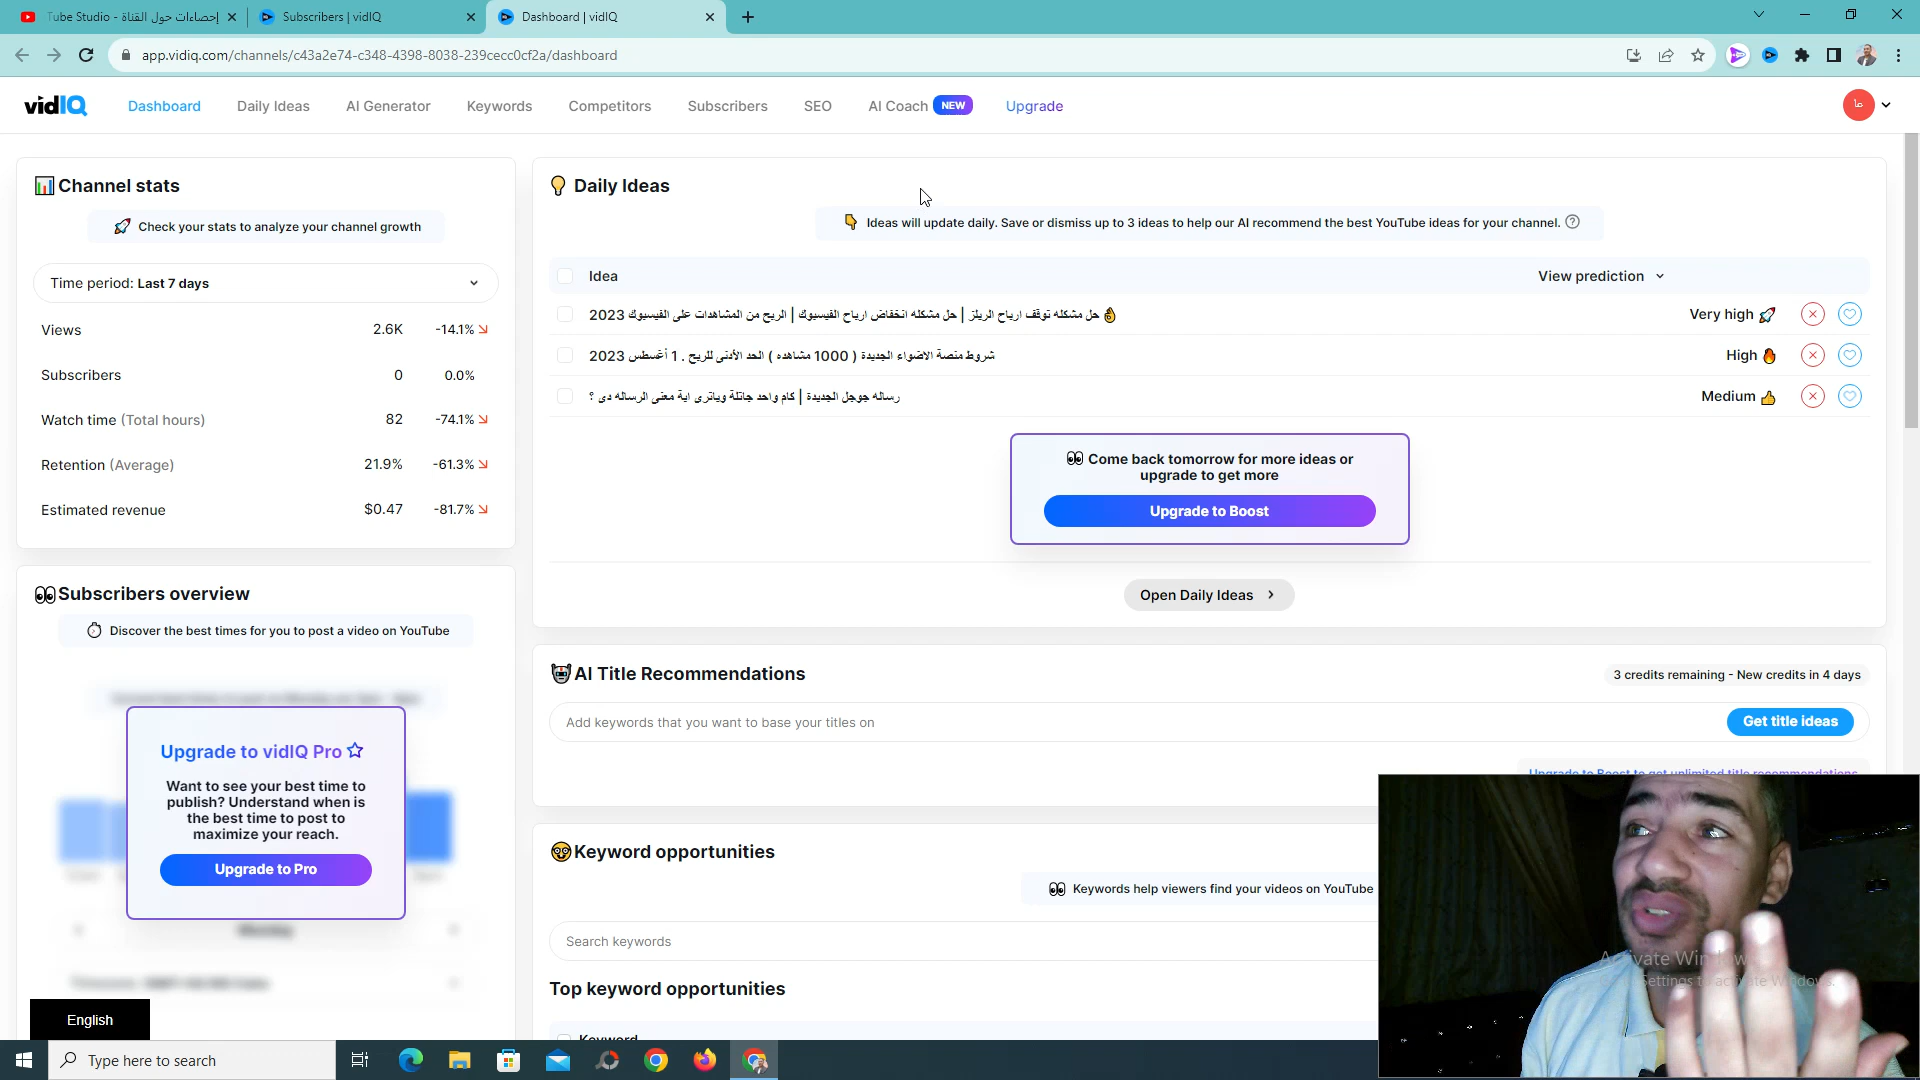 Tube Studio - إحصاءات حول القناة
Subscribers | vidIQ
Dashboard | vidIQ
app.vidiq.com/channels/c43a2e74-c348-4398-8038-239cecc0cf2a/dashboard
vidIQ
Dashboard
Daily Ideas
AI Generator
Keywords
Competitors
Subscribers
SEO
AI Coach NEW
Upgrade
Channel stats
Check your stats to analyze your channel growth
Time period: Last 7 days
Views 2.6K -14.1%
Subscribers 0 0.0%
Watch time (Total hours) 82 -74.1%
Retention (Average) 21.9% -61.3%
Estimated revenue $0.47 -81.7%
Subscribers overview
Discover the best times for you to post a video on YouTube
Upgrade to vidIQ Pro
Want to see your best time to
publish? Understand when is
the best time to post to
maximize your reach.
Upgrade to Pro
Daily Ideas
Ideas will update daily. Save or dismiss up to 3 ideas to help our AI recommend the best YouTube ideas for your channel.
Idea
View prediction
👌 حل مشكله توقف ارباح الريلز | حل مشكله انخفاض ارباح الفيسبوك | الربح من المشاهدات على الفيسبوك 2023
Very high
شروط منصة الاضواء الجديدة ( 1000 مشاهده ) الحد الأدنى للربح . 1 أغسطس 2023
High
رساله جوجل الجديدة | كام واحد جاتلة وياترى اية معنى الرساله دى ؟
Medium
Come back tomorrow for more ideas or
upgrade to get more
Upgrade to Boost
Open Daily Ideas
AI Title Recommendations
3 credits remaining - New credits in 4 days
Add keywords that you want to base your titles on
Get title ideas
Upgrade to Boost to get unlimited title recommendations
Keyword opportunities
Keywords help viewers find your videos on YouTube
Search keywords
Top keyword opportunities
Keyword
English
Type here to search